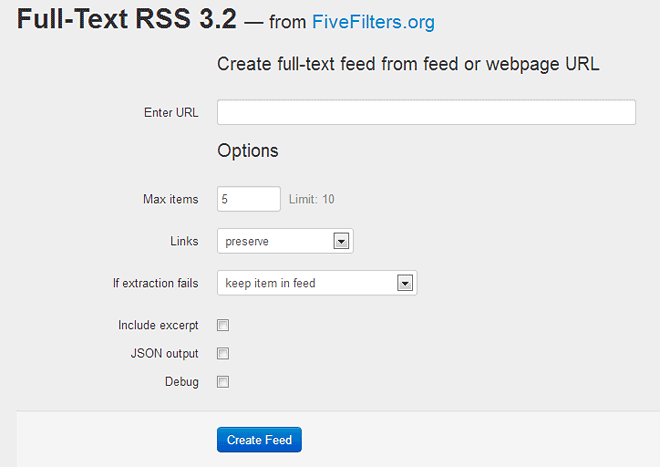 Full-Text RSS 3.2 — from FiveFilters.org
Create full-text feed from feed or webpage URL
Enter URL
Options
Max items 5 Limit: 10
Links preserve
If extraction fails keep item in feed
Include excerpt
JSON output
Debug
Create Feed